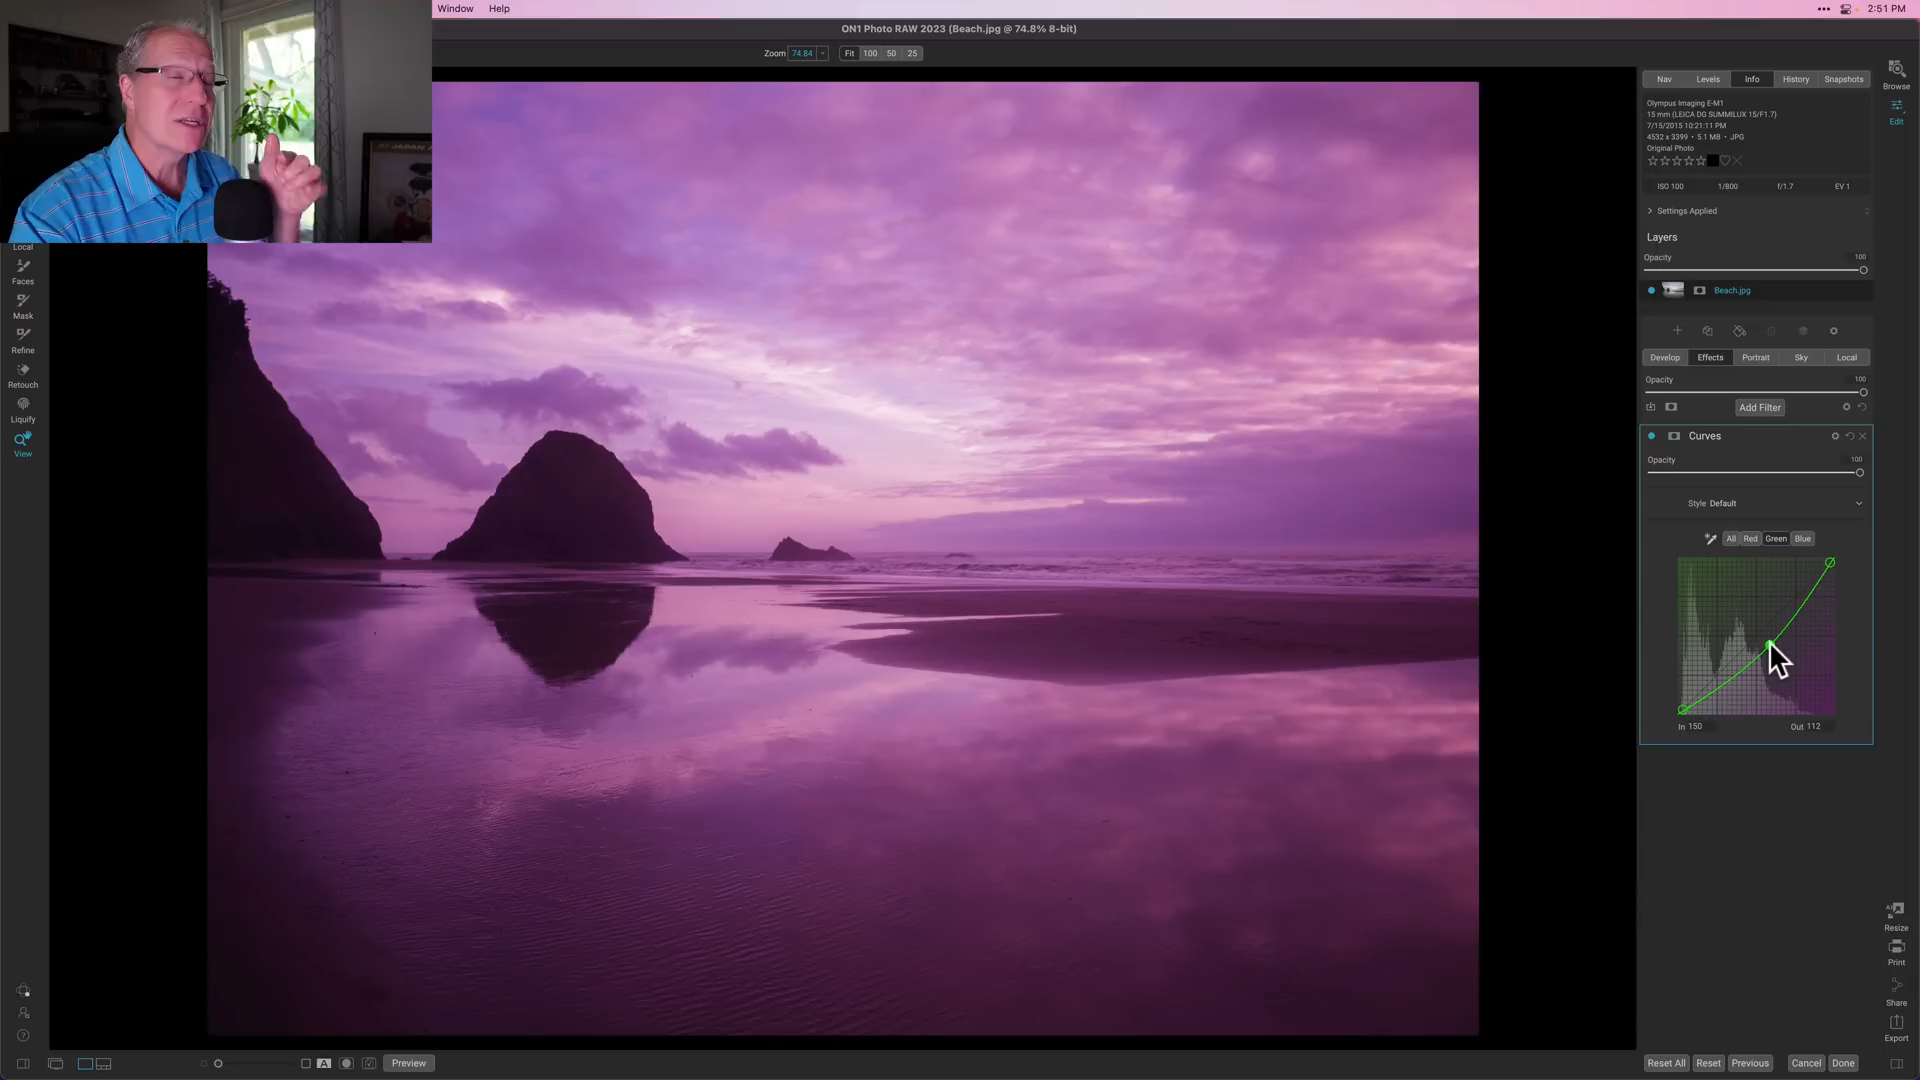 Window Help
2:51 PM
ON1 Photo RAW 2023 (Beach.jpg @ 74.8% 8-bit)
Zoom 74.84 Fit 100 50 25
Nav Levels Info History Snapshots
Browse
Edit
Olympus Imaging E-M1
15 mm (LEICA DG SUMMILUX 15/F1.7)
7/15/2015 10:21:11 PM
4532 x 3399 • 5.1 MB • JPG
Original Photo
ISO 100 1/800 f/1.7 EV 1
Settings Applied
Layers
Opacity 100
Beach.jpg
Develop Effects Portrait Sky Local
Opacity 100
Add Filter
Curves
Opacity 100
Style Default
All Red Green Blue
In 150 Out 112
Local
Faces
Mask
Refine
Retouch
Liquify
View
Resize
Print
Share
Export
A
Preview
Reset All Reset Previous Cancel Done